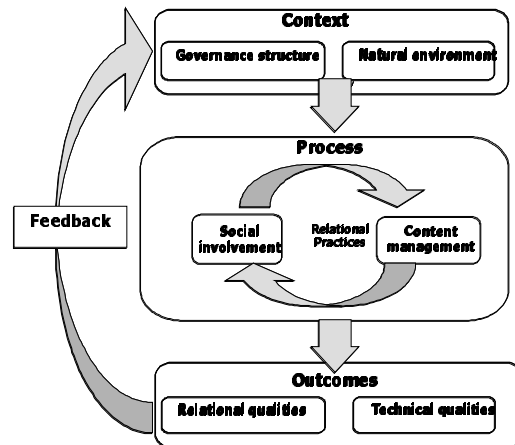 Context
Governance structure
Natural environment
Process
Feedback
Social
involvement
Relational
Practices
Content
management
Outcomes
Relational qualities
Technical qualities